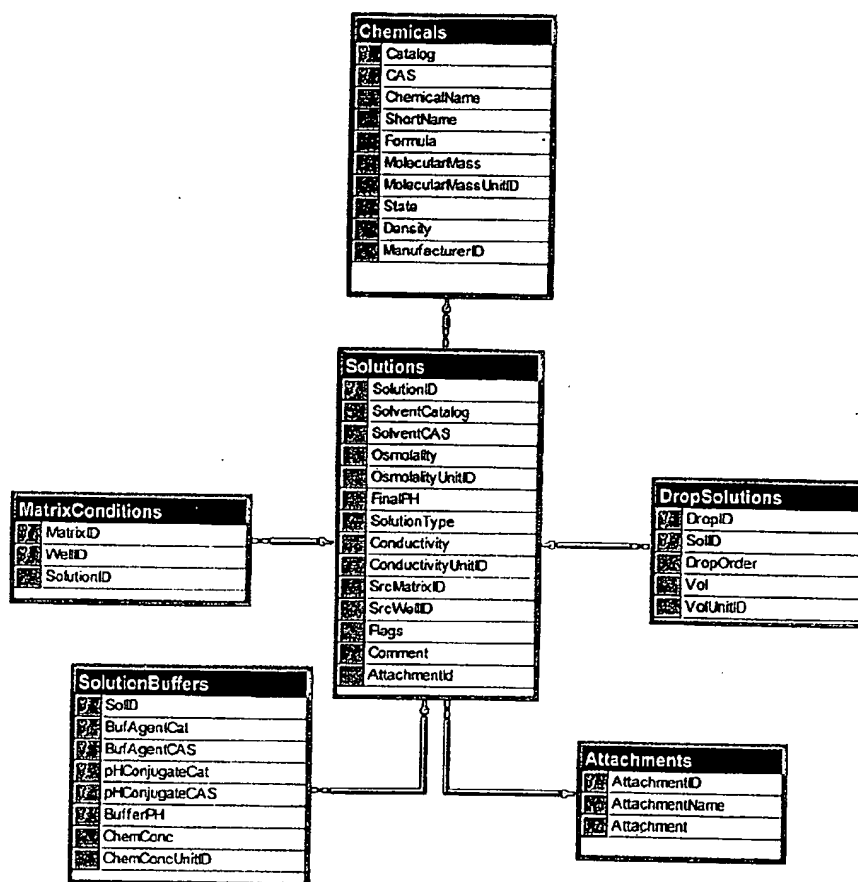 Chemicals
Catalog
CAS
ChemicalName
ShortName
Formula
MolecularMass
MolecularMassUnitID
State
Density
ManufacturerID
Solutions
SolutionID
SolventCatalog
SolventCAS
Osmolality
OsmolalityUnitID
FinalPH
SolutionType
Conductivity
ConductivityUnitID
SrcMatrixID
SrcWellID
Flags
Comment
AttachmentId
MatrixConditions
MatrixID
WellID
SolutionID
DropSolutions
DropID
SolID
DropOrder
Vol
VolUnitID
SolutionBuffers
SolID
BufAgentCat
BufAgentCAS
pHConjugateCat
pHConjugateCAS
BufferPH
ChemConc
ChemConcUnitID
Attachments
AttachmentID
AttachmentName
Attachment